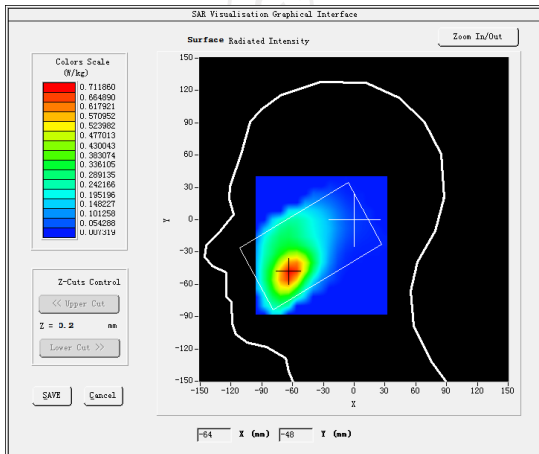 SAR Visualisation Graphical Interface
Surface Radiated Intensity
Zoom In/Out
Colors Scale
(W/kg)
0.711860
0.664890
0.617921
0.570952
0.523982
0.477013
0.430043
0.383074
0.336105
0.289135
0.242166
0.195196
0.148227
0.101258
0.054288
0.007319
Z-Cuts Control
<< Upper Cut
Z = 0.2 mm
Lower Cut >>
SAVE Cancel
150
120
90
60
30
0
-30
-60
-90
-120
-150
Y
-150 -120 -90 -60 -30 0 30 60 90 120 150
X
-64 X (mm) -48 Y (mm)